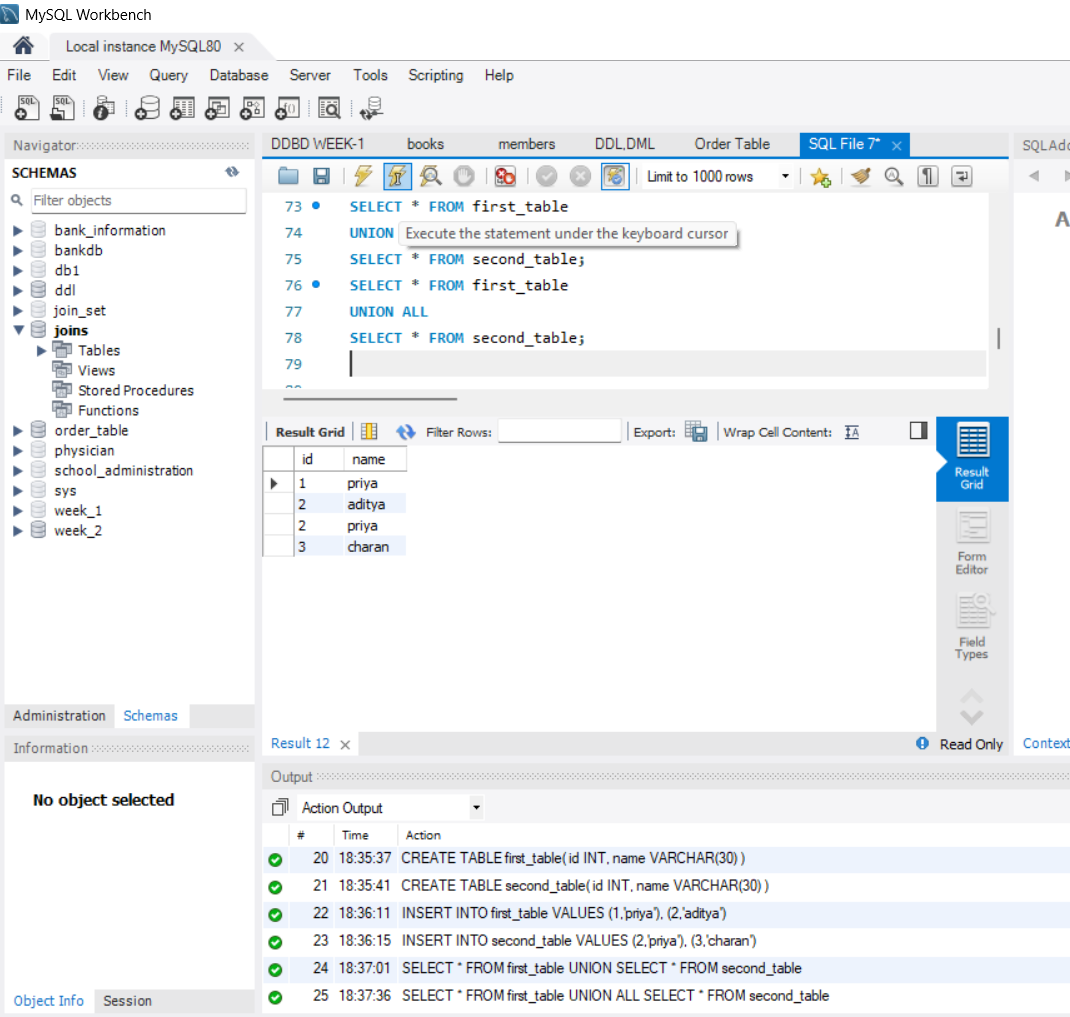 MySQL Workbench
Local instance MySQL80
File Edit View Query Database Server Tools Scripting Help
Navigator
SCHEMAS
Filter objects
bank_information
bankdb
db1
ddl
join_set
joins
Tables
Views
Stored Procedures
Functions
order_table
physician
school_administration
sys
week_1
week_2
Administration Schemas
Information
No object selected
Object Info Session
DDBD WEEK-1 books members DDL,DML Order Table SQL File 7*
Limit to 1000 rows
73 SELECT * FROM first_table
74 UNION
Execute the statement under the keyboard cursor
75 SELECT * FROM second_table;
76 SELECT * FROM first_table
77 UNION ALL
78 SELECT * FROM second_table;
79
Result Grid Filter Rows: Export: Wrap Cell Content:
id name
1 priya
2 aditya
2 priya
3 charan
Result Grid
Form Editor
Field Types
Result 12
Read Only
Context
Output
Action Output
# Time Action
20 18:35:37 CREATE TABLE first_table( id INT, name VARCHAR(30) )
21 18:35:41 CREATE TABLE second_table( id INT, name VARCHAR(30) )
22 18:36:11 INSERT INTO first_table VALUES (1,'priya'), (2,'aditya')
23 18:36:15 INSERT INTO second_table VALUES (2,'priya'), (3,'charan')
24 18:37:01 SELECT * FROM first_table UNION SELECT * FROM second_table
25 18:37:36 SELECT * FROM first_table UNION ALL SELECT * FROM second_table